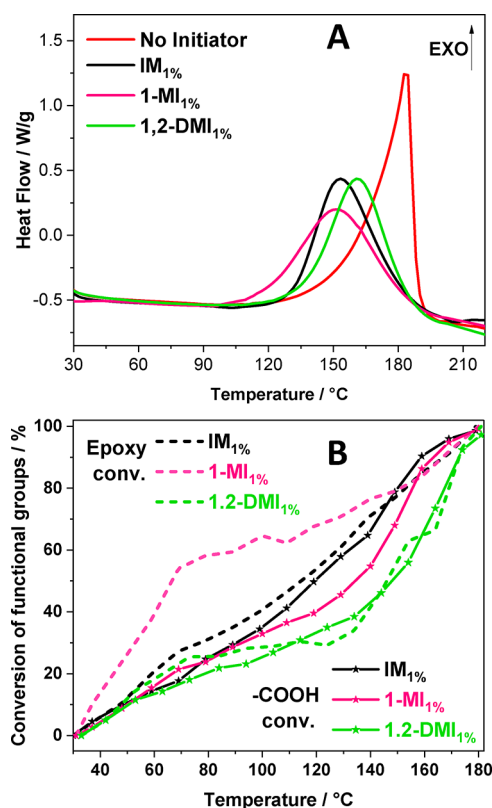 A
EXO
No Initiator
IM1%
1-MI1%
1,2-DMI1%
Heat Flow / W/g
1.5
1.0
0.5
0.0
-0.5
30 60 90 120 150 180 210
Temperature / °C
B
Epoxy
conv.
IM1%
1-MI1%
1.2-DMI1%
Conversion of functional groups / %
100
80
60
40
20
0
-COOH
conv.
IM1%
1-MI1%
1.2-DMI1%
40 60 80 100 120 140 160 180
Temperature / °C